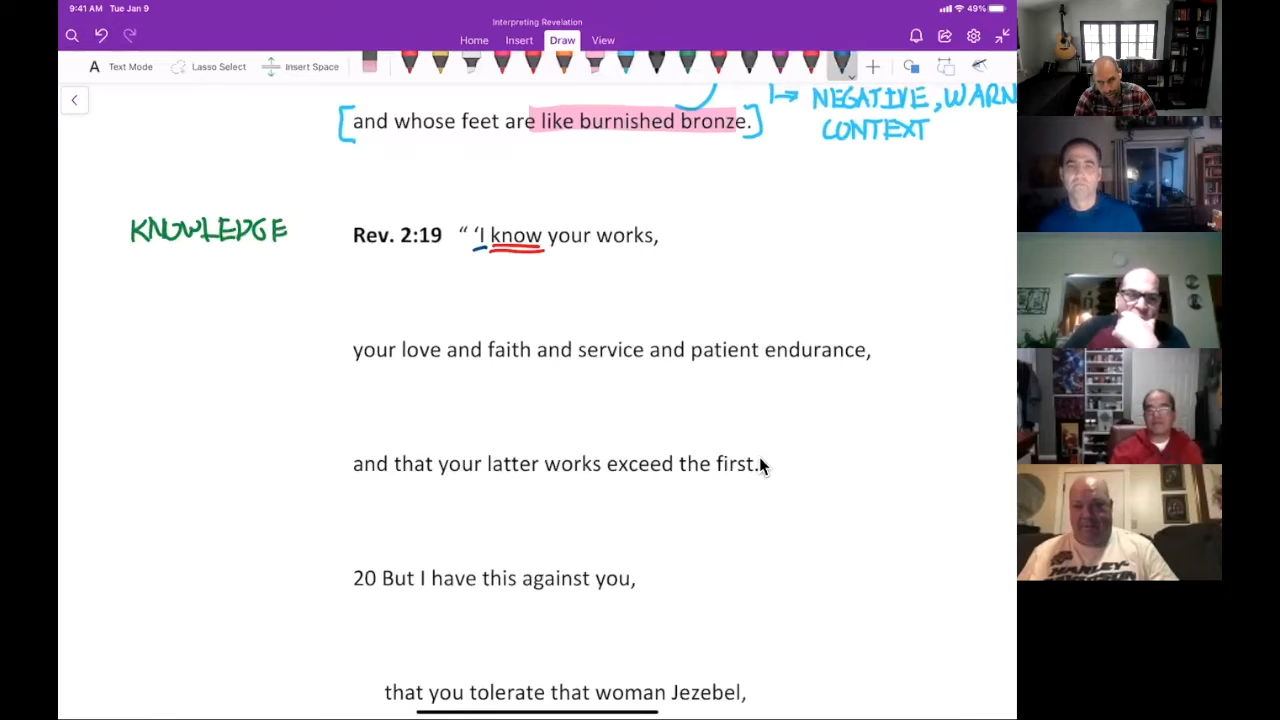 9:41 AM Tue Jan 9
49%
Interpreting Revelation
Home Insert Draw View
A Text Mode Lasso Select Insert Space
NEGATIVE, WARN
CONTEXT
[and whose feet are like burnished bronze.]
KNOWLEDGE
Rev. 2:19 “ ‘I know your works,
your love and faith and service and patient endurance,
and that your latter works exceed the first.
20 But I have this against you,
that you tolerate that woman Jezebel,